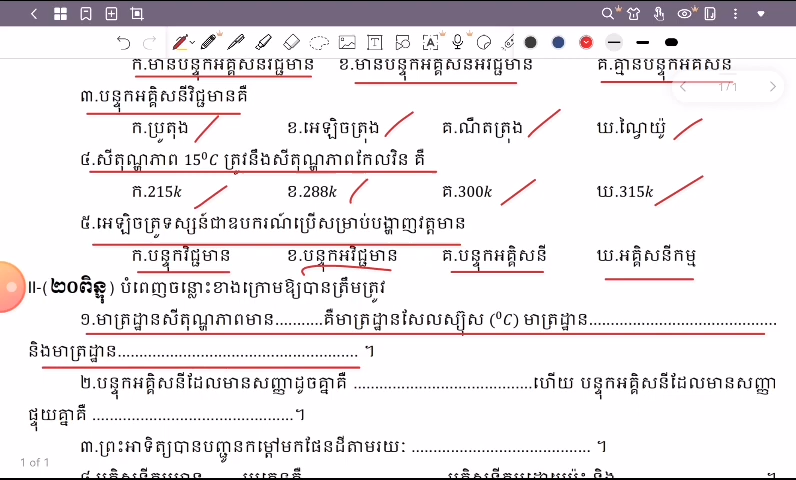 ក.មានបន្ទុកអគ្គិសនីវិជ្ជមាន ខ.មានបន្ទុកអគ្គិសនីអវិជ្ជមាន គ.គ្មានបន្ទុកអគិសនី
1/1
៣.បន្ទុកអគ្គិសនីវិជ្ជមានគឺ
ក.ប្រូតុង ខ.អេឡិចត្រុង គ.ណឺតត្រុង ឃ.ណ្វៃយ៉ូ
៤.សីតុណ្ហភាព 15⁰C ត្រូវនឹងសីតុណ្ហភាពកែលវិន គឺ
ក.215k ខ.288k គ.300k ឃ.315k
៥.អេឡិចត្រូទស្សន៍ជាឧបករណ៍ប្រើសម្រាប់បង្ហាញវត្តមាន
ក.បន្ទុកវិជ្ជមាន ខ.បន្ទុកអវិជ្ជមាន គ.បន្ទុកអគ្គិសនី ឃ.អគ្គិសនីកម្ម
II-(២០ពិន្ទុ) បំពេញចន្លោះខាងក្រោមឱ្យបានត្រឹមត្រូវ
១.មាត្រដ្ឋានសីតុណ្ហភាពមាន...........គឺមាត្រដ្ឋានសែលស្ស៊ុស (⁰C) មាត្រដ្ឋាន...........................................
និងមាត្រដ្ឋាន....................................................... ។
២.បន្ទុកអគ្គិសនីដែលមានសញ្ញាដូចគ្នាគឺ .........................................ហើយ បន្ទុកអគ្គិសនីដែលមានសញ្ញា
ផ្ទុយគ្នាគឺ ..............................................។
៣.ព្រះអាទិត្យបានបញ្ជូនកម្ដៅមកផែនដីតាមរយៈ ......................................... ។
1 of 1